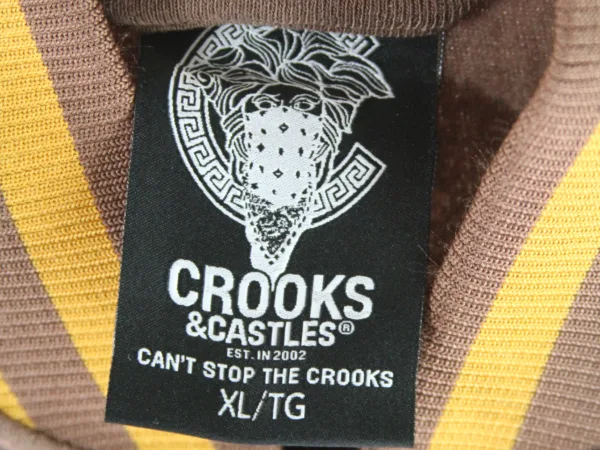 CROOKS
&CASTLES®
EST. IN 2002
CAN'T STOP THE CROOKS
XL/TG